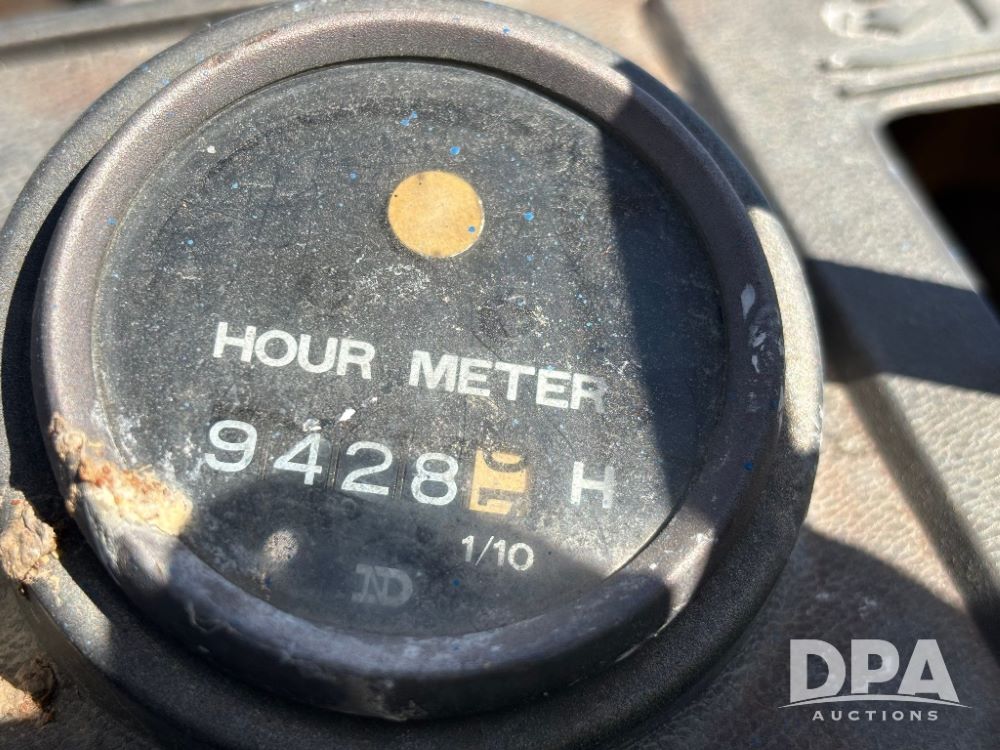 HOUR METER
9428 H
1/10
ND
DPA
AUCTIONS